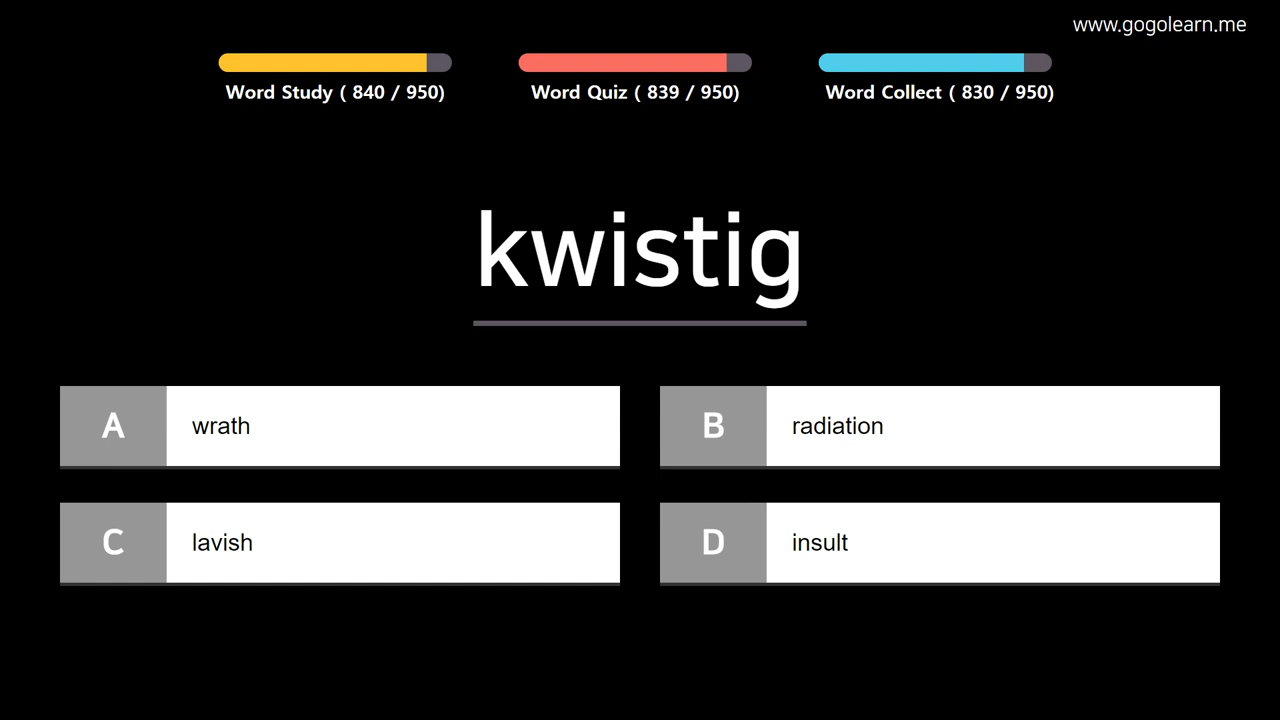 www.gogolearn.me
Word Study ( 840 / 950)
Word Quiz ( 839 / 950)
Word Collect ( 830 / 950)
kwistig
A wrath
B radiation
C lavish
D insult